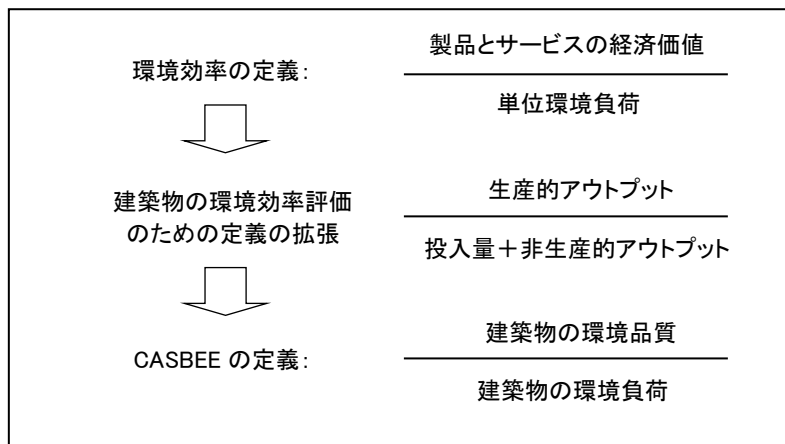 環境効率の定義:
製品とサービスの経済価値
単位環境負荷
建築物の環境効率評価
のための定義の拡張
生産的アウトプット
投入量+非生産的アウトプット
CASBEE の定義:
建築物の環境品質
建築物の環境負荷